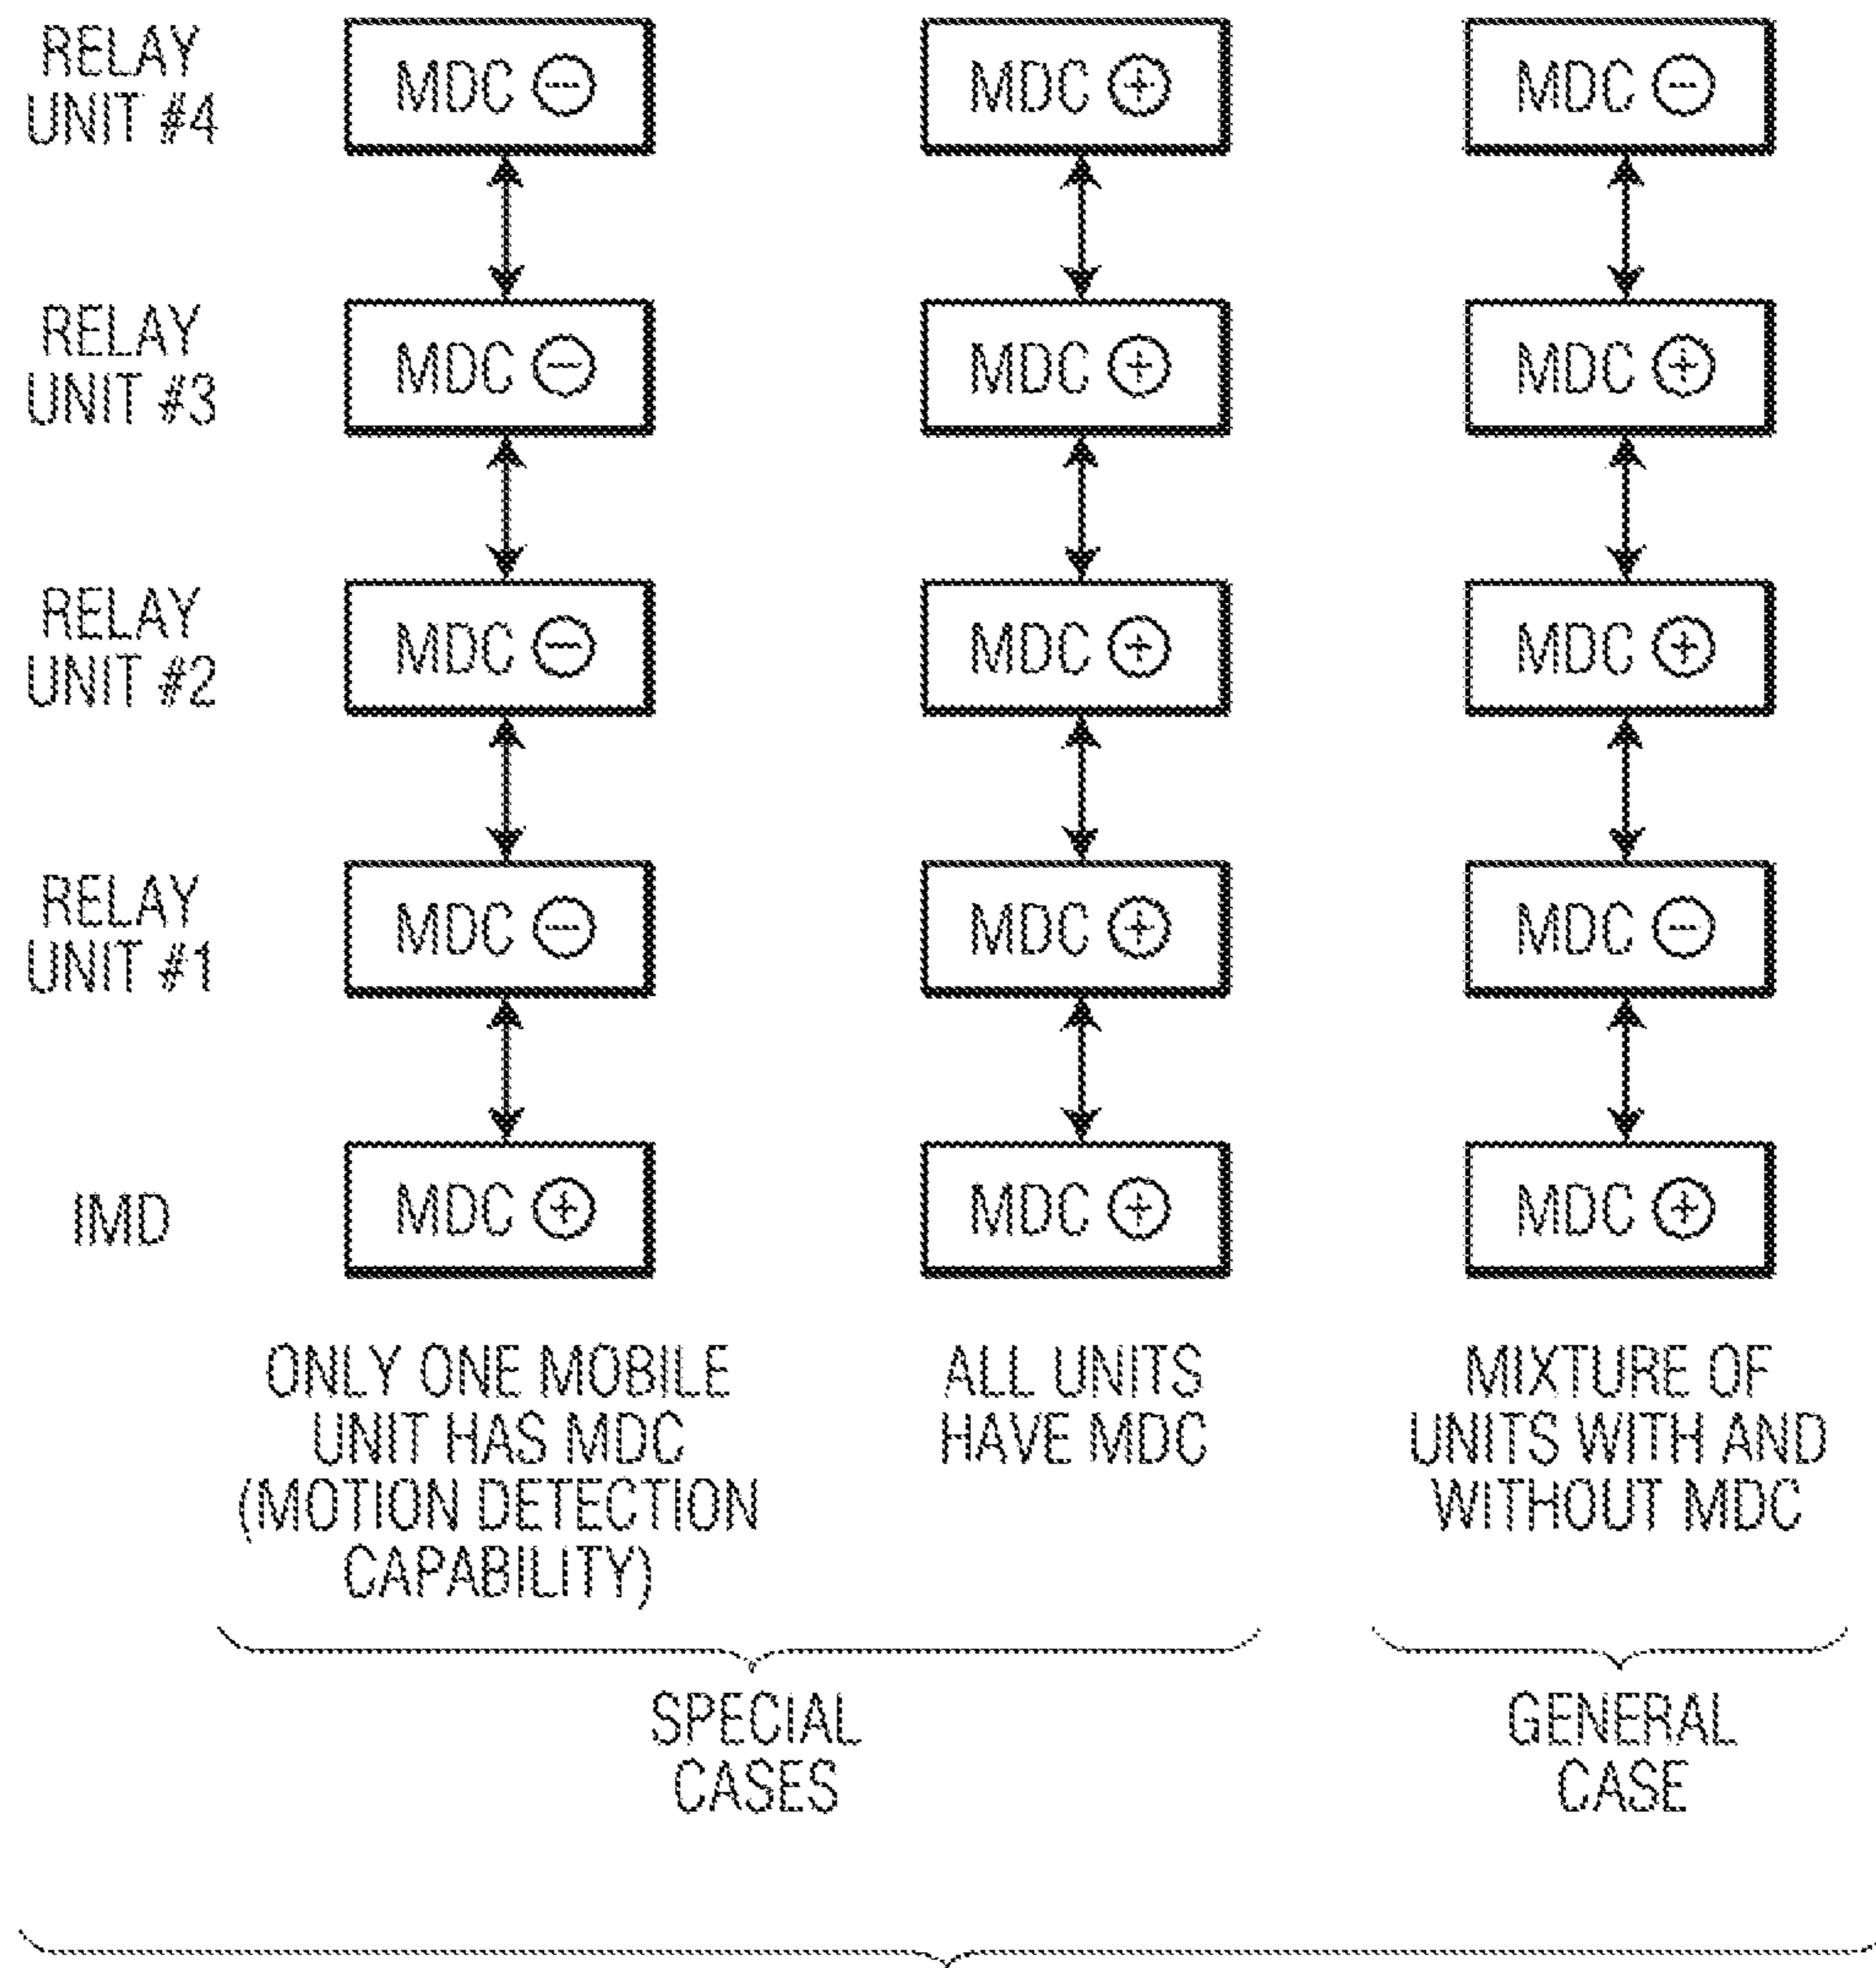 RELAY
UNIT #4
MDC ⊖
MDC ⊕
MDC ⊖
RELAY
UNIT #3
MDC ⊖
MDC ⊕
MDC ⊕
RELAY
UNIT #2
MDC ⊖
MDC ⊕
MDC ⊕
RELAY
UNIT #1
MDC ⊖
MDC ⊕
MDC ⊖
IMD
MDC ⊕
MDC ⊕
MDC ⊕
ONLY ONE MOBILE
UNIT HAS MDC
(MOTION DETECTION
CAPABILITY)
ALL UNITS
HAVE MDC
MIXTURE OF
UNITS WITH AND
WITHOUT MDC
SPECIAL
CASES
GENERAL
CASE